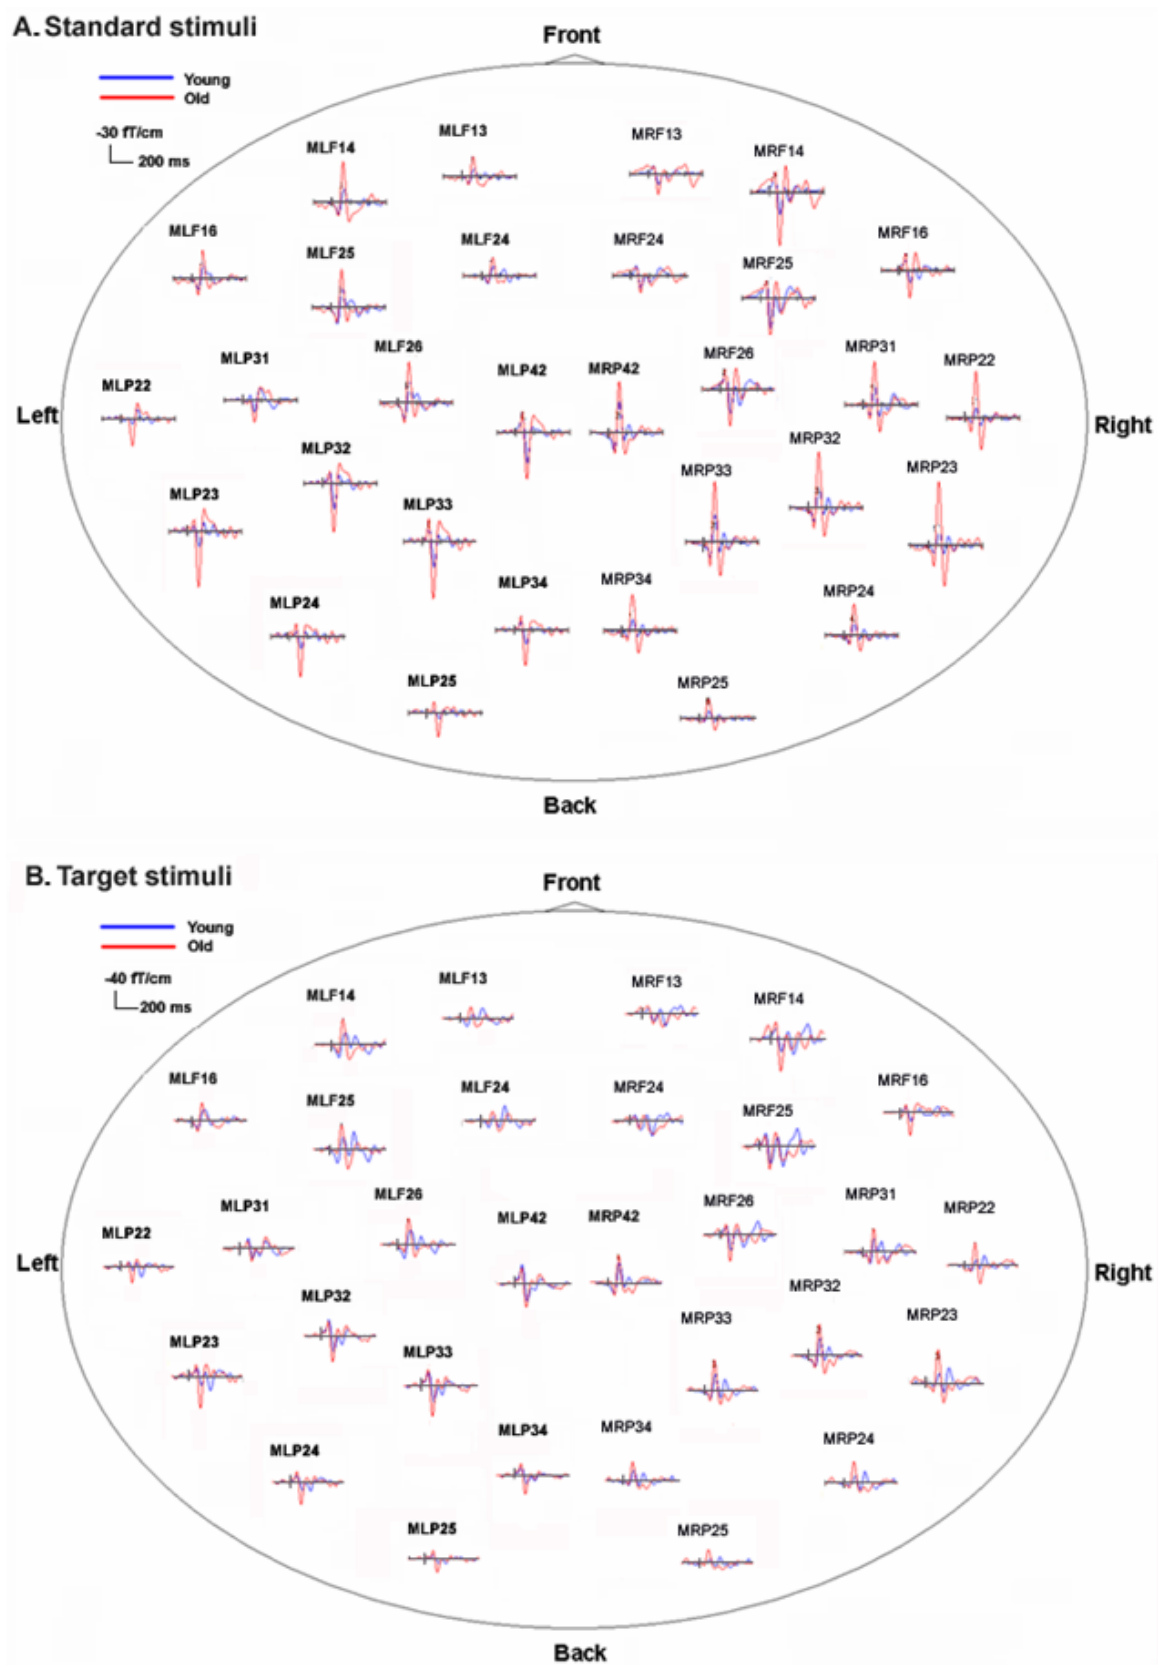 A. Standard stimuli
Front
Young
Old
-30 fT/cm
200 ms
MLF13
MRF13
MLF14
MRF14
MLF16
MRF16
MLF24
MRF24
MLF25
MRF25
MLF26
MRF26
MRP31
MLP31
MRP22
MLP42
MRP42
MLP22
Left
Right
MRP32
MLP32
MRP33
MRP23
MLP23
MLP33
MLP34
MRP34
MRP24
MLP24
MLP25
MRP25
Back
B. Target stimuli
Front
Young
Old
-40 fT/cm
200 ms
MLF13
MRF13
MLF14
MRF14
MLF16
MRF16
MLF24
MRF24
MLF25
MRF25
MLF26
MRP31
MRF26
MLP31
MRP22
MLP42
MRP42
MLP22
Left
Right
MRP32
MLP32
MRP33
MRP23
MLP23
MLP33
MLP34
MRP34
MRP24
MLP24
MLP25
MRP25
Back